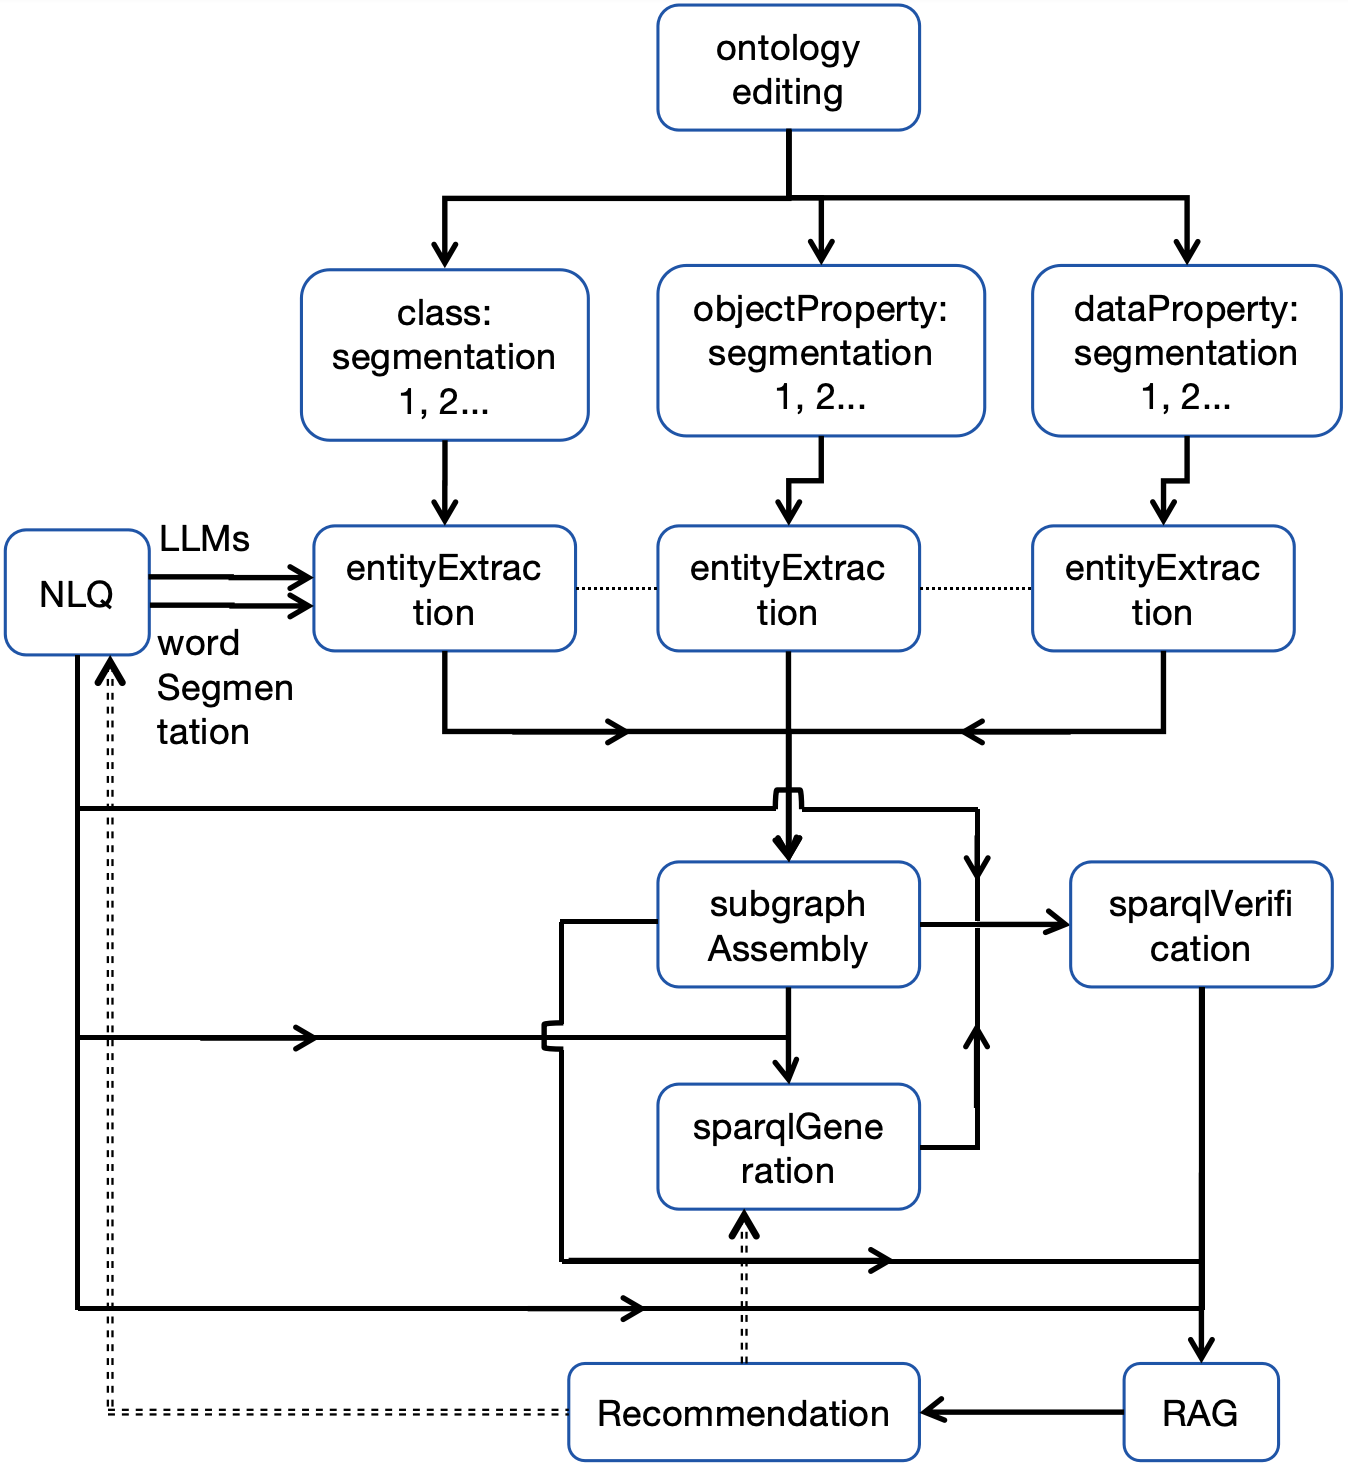 ontology
editing
class:
segmentation
1, 2...
objectProperty:
segmentation
1, 2...
dataProperty:
segmentation
1, 2...
NLQ
LLMs
word
Segmen
tation
entityExtrac
tion
entityExtrac
tion
entityExtrac
tion
subgraph
Assembly
sparqlVerifi
cation
sparqlGene
ration
Recommendation
RAG